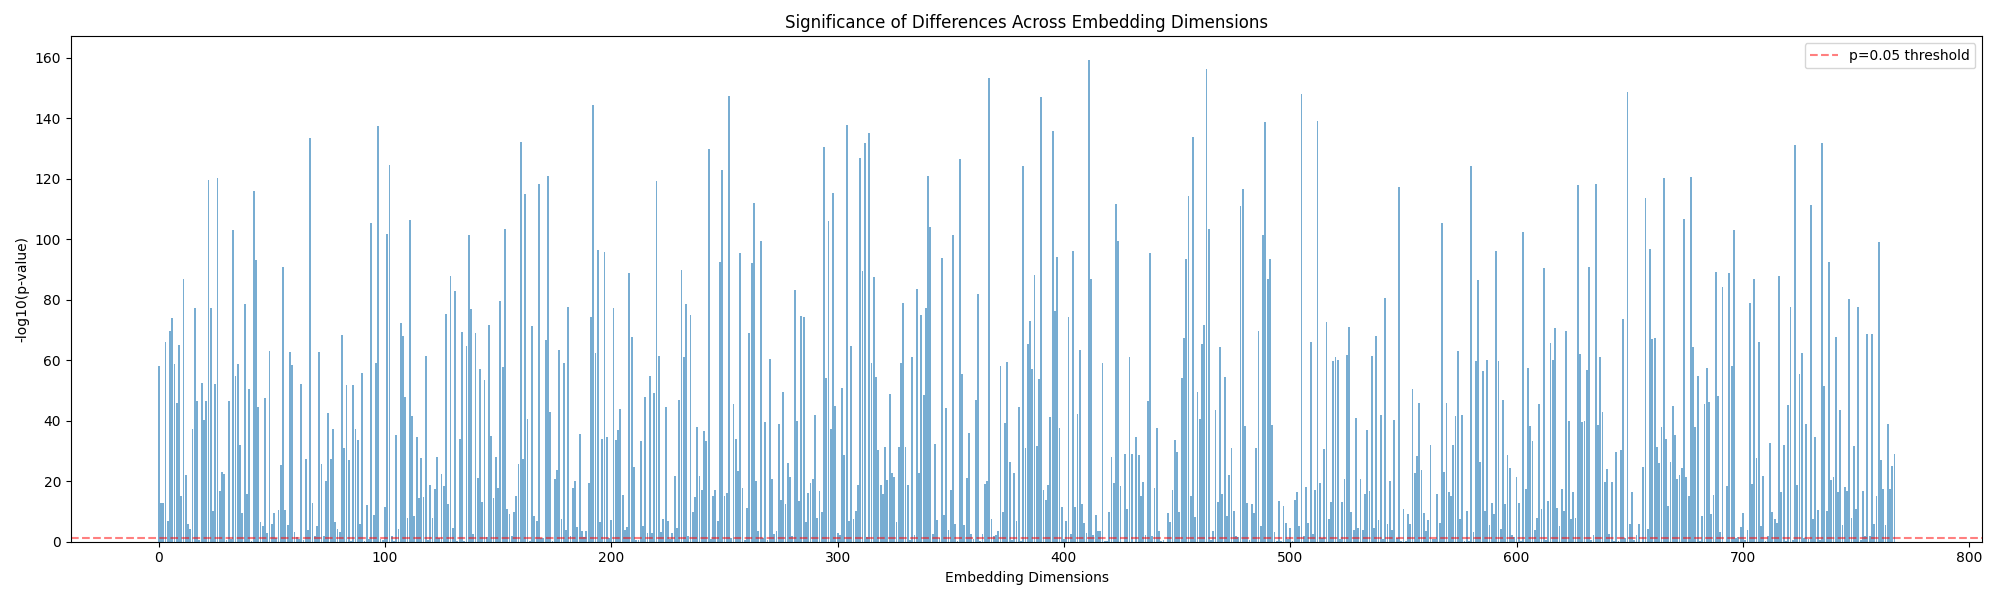 Significance of Differences Across Embedding Dimensions
p=0.05 threshold
-log10(p-value)
160
140
120
100
80
60
40
20
0
0 100 200 300 400 500 600 700 800
Embedding Dimensions